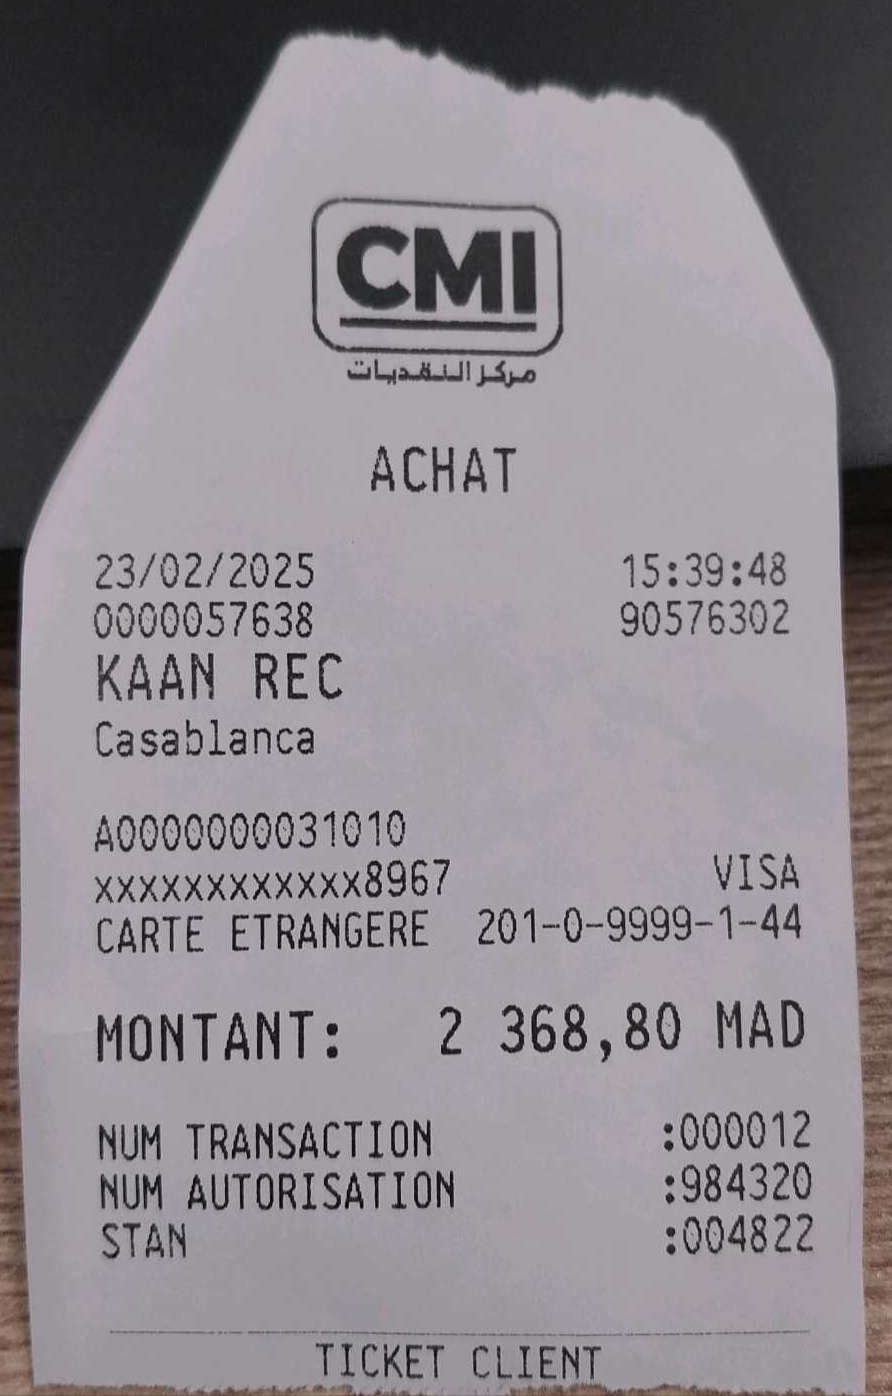 CMI
مركز النقديات
ACHAT
23/02/2025 15:39:48
0000057638 90576302
KAAN REC
Casablanca
A0000000031010
xxxxxxxxxxxx8967 VISA
CARTE ETRANGERE 201-0-9999-1-44
MONTANT: 2 368,80 MAD
NUM TRANSACTION :000012
NUM AUTORISATION :984320
STAN :004822
TICKET CLIENT